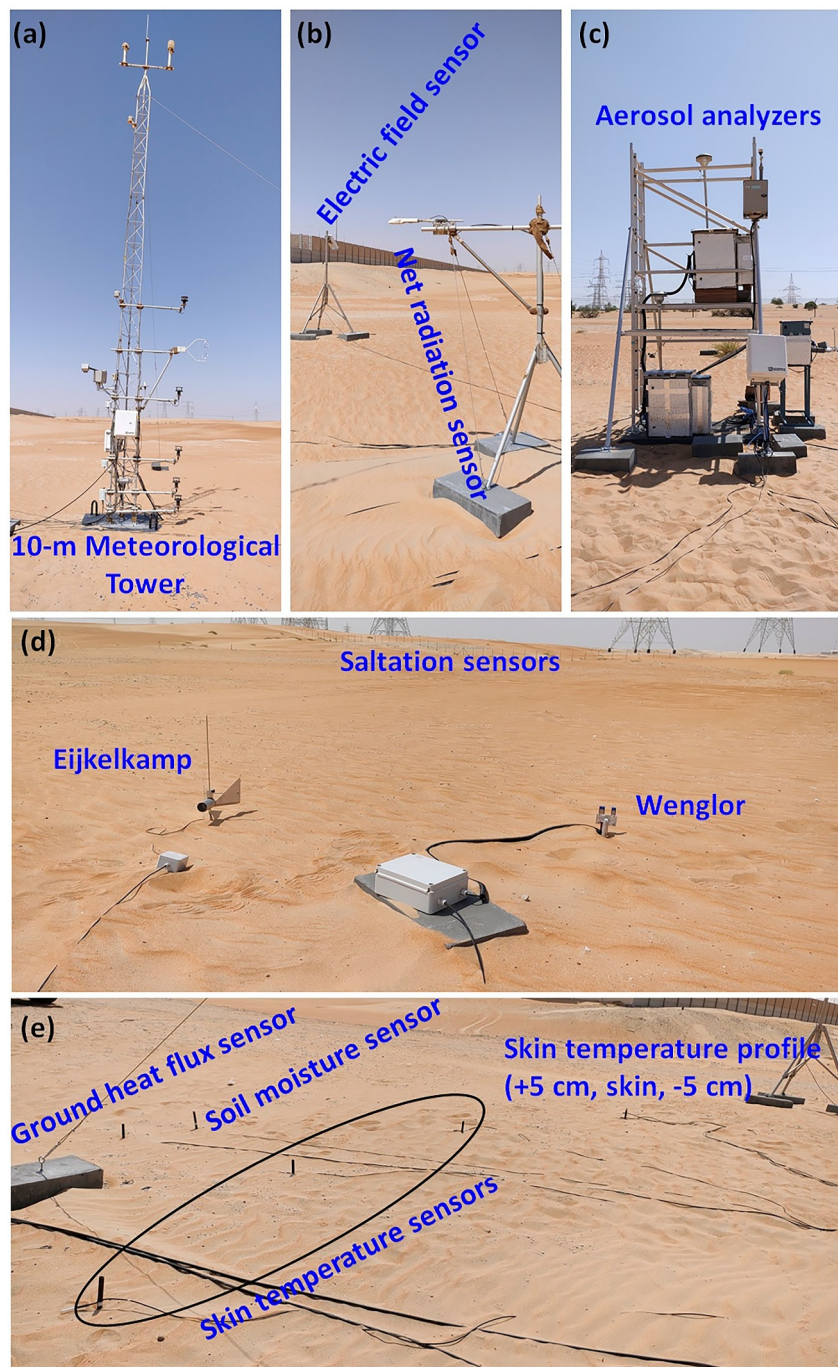 (a)
10-m Meteorological
Tower
(b)
Electric field sensor
Net radiation sensor
(c)
Aerosol analyzers
(d)
Saltation sensors
Eijkelkamp
Wenglor
(e)
Ground heat flux sensor
Soil moisture sensor
Skin temperature profile
(+5 cm, skin, -5 cm)
Skin temperature sensors